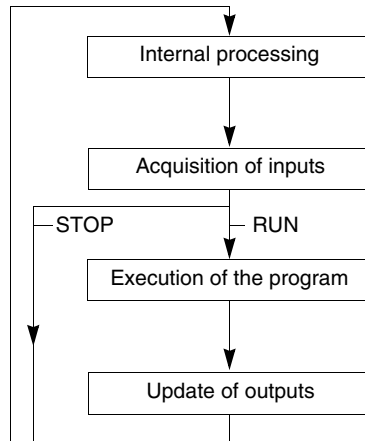 Internal processing
Acquisition of inputs
STOP
RUN
Execution of the program
Update of outputs